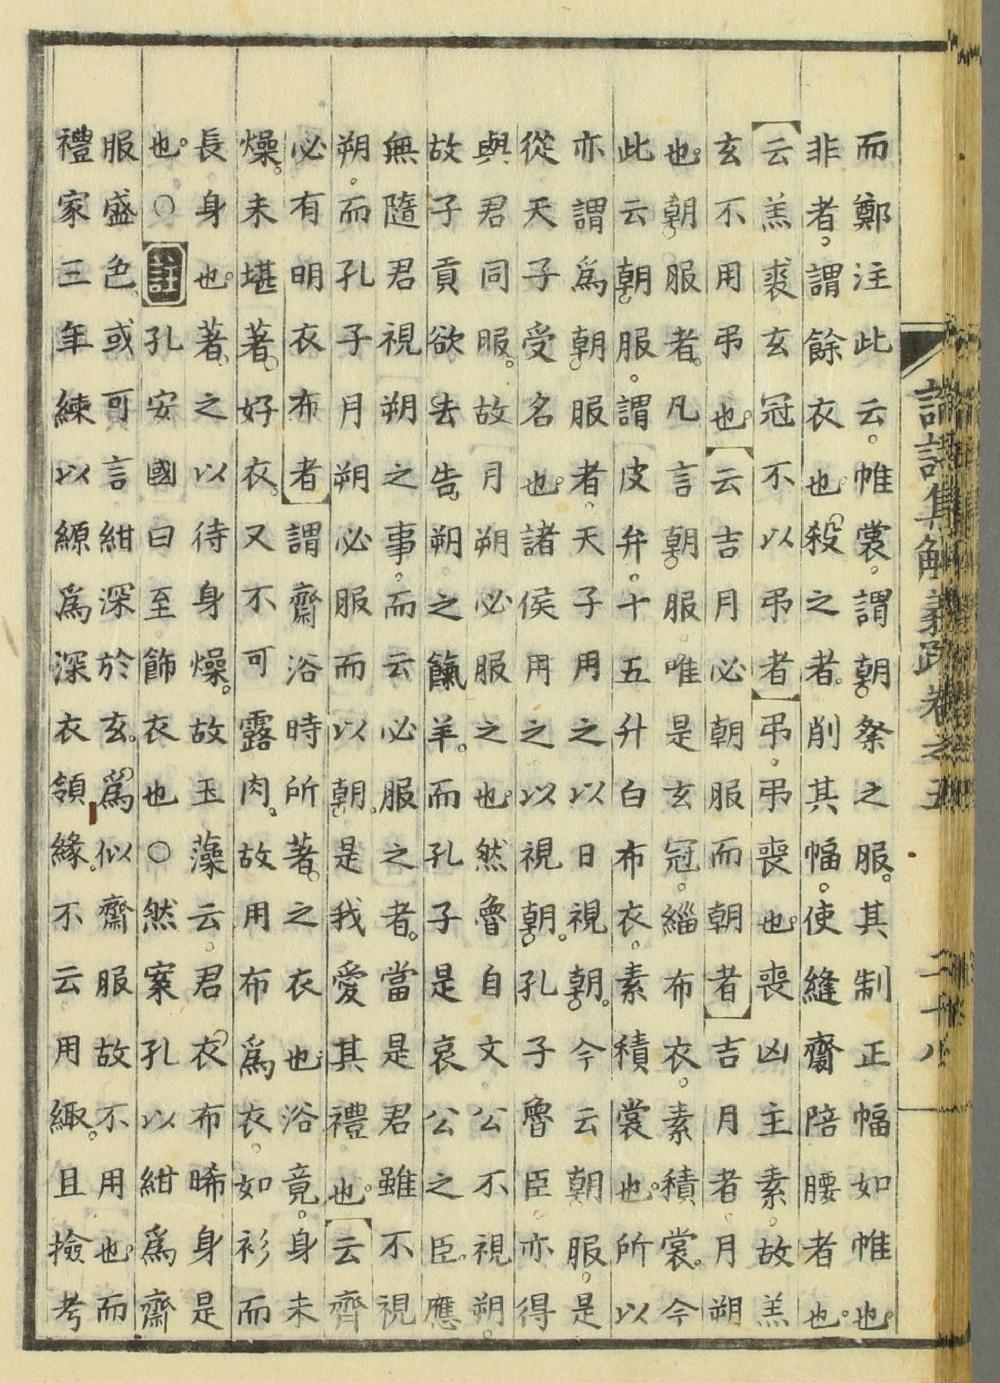 而鄭注此云。帷裳。謂朝祭之服。其制正幅如帷也。
非者。謂餘衣也。殺之者。削其幅。使縫齋陪腰者也。
云羔裘玄冠不以弔者弔。弔喪也。喪凶主素。故羔
玄不用弔也。云吉月必朝服而朝者吉月者月朔
也。朝服者。凡言朝服唯是玄冠。緇布衣。素積裳。今
此云朝服。謂皮弁。十五升白布衣。素積裳也。所以
亦謂爲朝服者。天子用之以日視朝。今云朝服。是
從天子受名也。諸侯用之以視朝。孔子魯臣亦得
與君同服。故月朔必服之也。然魯自文公不視朔。
故子貢欲去告朔之餼羊。而孔子是哀公之臣。應
無隨君視朔之事。而云必服之者。當是君雖不視
朔。而孔子月朔必服而以朝。是我愛其禮也。云齊
必有明衣布者謂齋浴時所著之衣也。浴竟。身未
燥。未堪著好衣。又不可露肉。故用布爲衣。如衫而
長身也。著之以待身燥。故玉藻云。君衣布晞身是
也。○註孔安國曰至飾衣也○然案孔以紺爲齋
服盛色。或可言紺深於玄。爲似齋服故不用也。而
禮家三年練以縓爲深衣領緣。不云用緅。且撿考
論語集解義疏卷之五 二十八